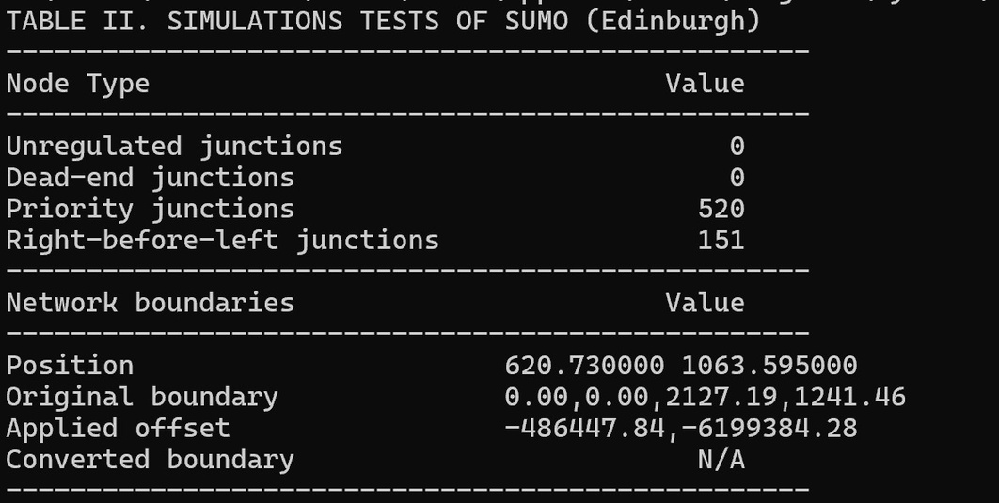 TABLE II. SIMULATIONS TESTS OF SUMO (Edinburgh)
--------------------------------------------------
Node Type Value
--------------------------------------------------
Unregulated junctions 0
Dead-end junctions 0
Priority junctions 520
Right-before-left junctions 151
--------------------------------------------------
Network boundaries Value
--------------------------------------------------
Position 620.730000 1063.595000
Original boundary 0.00,0.00,2127.19,1241.46
Applied offset -486447.84,-6199384.28
Converted boundary N/A
--------------------------------------------------